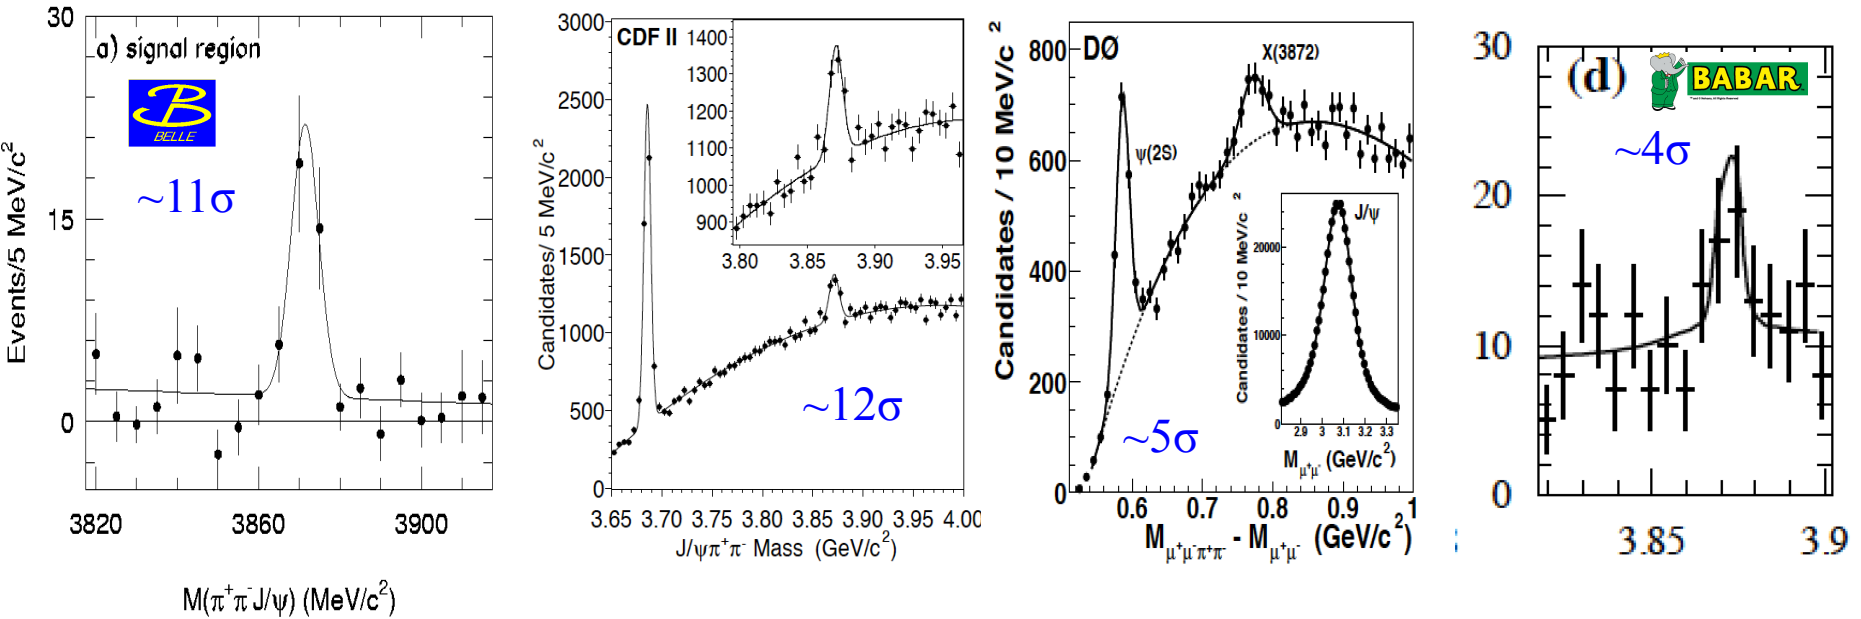 30
a) signal region
BELLE
~11σ
15
0
Events/5 MeV/c²
3820
3860
3900
M(π⁺π⁻J/ψ) (MeV/c²)
3000
CDF II
2500
2000
1500
1000
500
0
Candidates/ 5 MeV/c²
1400
1300
1200
1100
1000
900
3.80
3.85
3.90
3.95
~12σ
3.65 3.70 3.75 3.80 3.85 3.90 3.95 4.00
J/ψπ⁺π⁻ Mass (GeV/c²)
800
DØ
X(3872)
600
ψ(2S)
400
200
0
Candidates / 10 MeV/c ²
J/ψ
20000
10000
0
Candidates / 10 MeV/c ²
2.9 3 3.1 3.2 3.3
Mμ⁺μ⁻ (GeV/c²)
~5σ
0.6 0.7 0.8 0.9 1
Mμ⁺μ⁻π⁺π⁻ - Mμ⁺μ⁻ (GeV/c²)
30
(d)
BABAR
~4σ
20
10
0
3.85
3.9